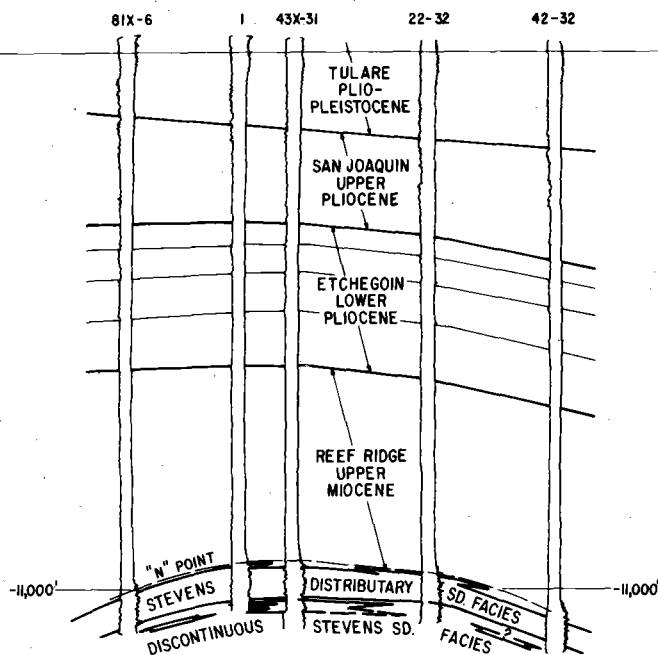 81X-6 1 43X-31 22-32 42-32
TULARE
PLIO-
PLEISTOCENE
SAN JOAQUIN
UPPER
PLIOCENE
ETCHEGOIN
LOWER
PLIOCENE
REEF RIDGE
UPPER
MIOCENE
"N" POINT
-11,000' -11,000'
STEVENS DISTRIBUTARY SD. FACIES
DISCONTINUOUS STEVENS SD. FACIES ?